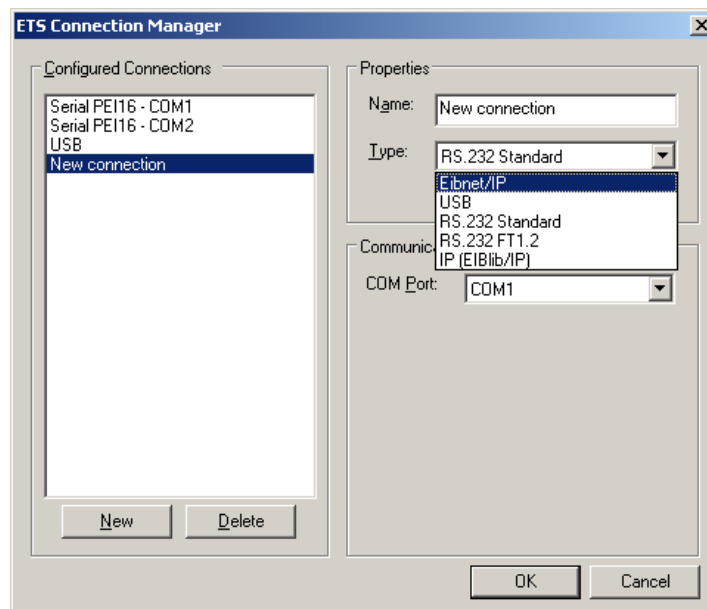 ETS Connection Manager
Configured Connections
Serial PEI16 - COM1
Serial PEI16 - COM2
USB
New connection
New
Delete
Properties
Name: New connection
Type: RS.232 Standard
Eibnet/IP
USB
RS.232 Standard
RS.232 FT1.2
IP (EIBlib/IP)
Communic
COM Port: COM1
OK
Cancel